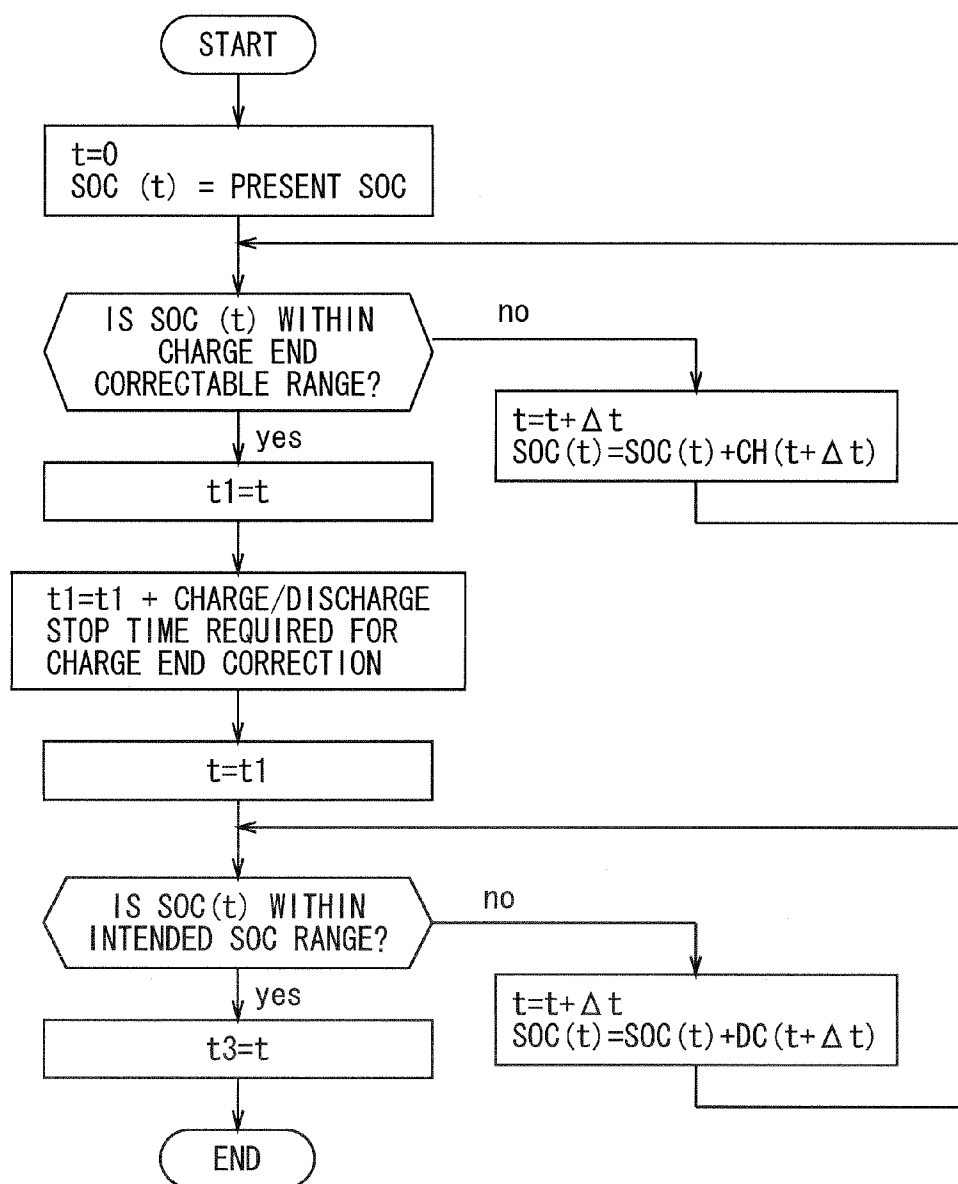 START
t=0
SOC (t) = PRESENT SOC
IS SOC (t) WITHIN
CHARGE END
CORRECTABLE RANGE?
no
t=t+Δt
SOC(t)=SOC(t)+CH(t+Δt)
yes
t1=t
t1=t1 + CHARGE/DISCHARGE
STOP TIME REQUIRED FOR
CHARGE END CORRECTION
t=t1
IS SOC(t) WITHIN
INTENDED SOC RANGE?
no
t=t+Δt
SOC(t)=SOC(t)+DC(t+Δt)
yes
t3=t
END